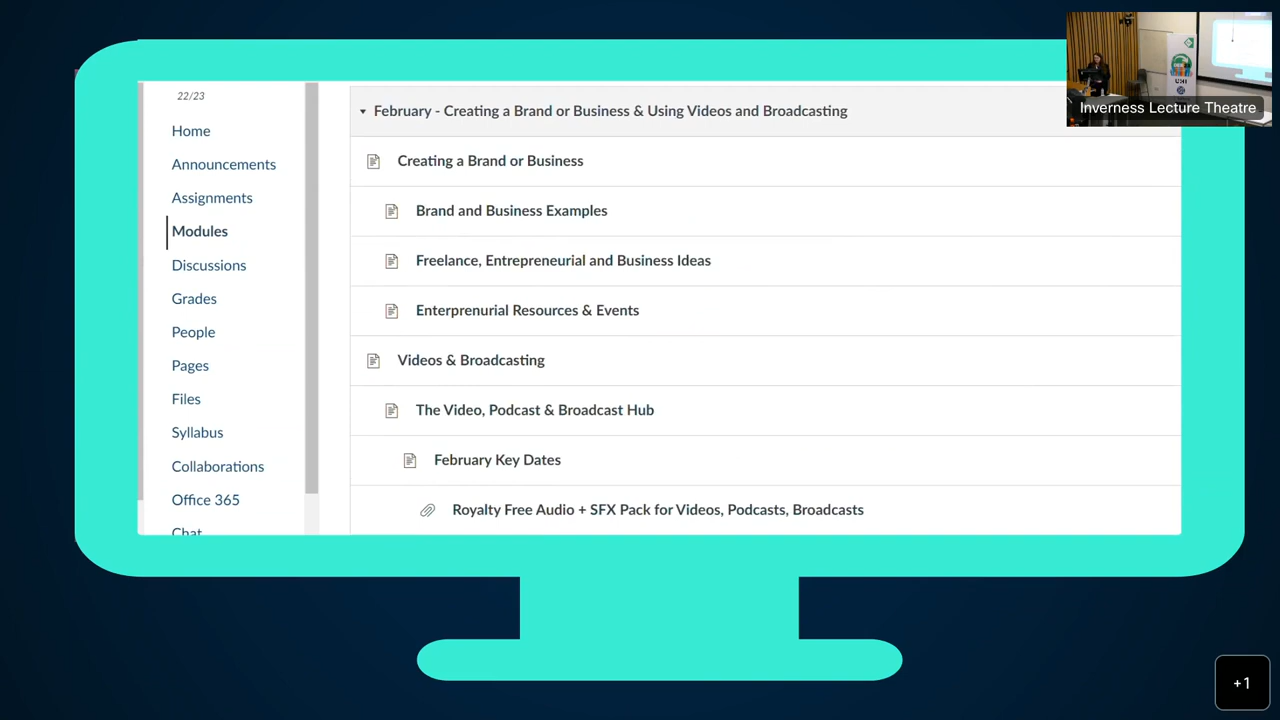 22/23
Home
Announcements
Assignments
Modules
Discussions
Grades
People
Pages
Files
Syllabus
Collaborations
Office 365
Chat
February - Creating a Brand or Business & Using Videos and Broadcasting
Creating a Brand or Business
Brand and Business Examples
Freelance, Entrepreneurial and Business Ideas
Enterprenurial Resources & Events
Videos & Broadcasting
The Video, Podcast & Broadcast Hub
February Key Dates
Royalty Free Audio + SFX Pack for Videos, Podcasts, Broadcasts
UHI
Inverness Lecture Theatre
+1